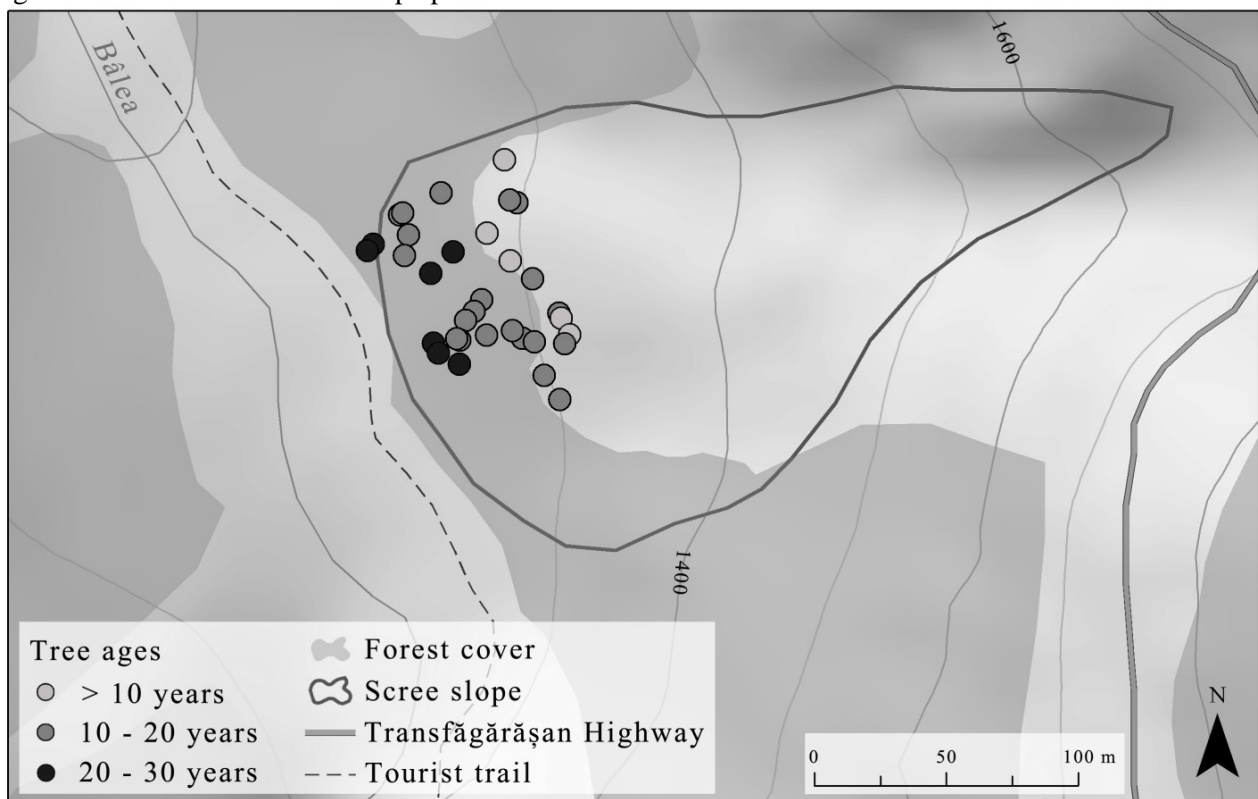 Bâlea
1600
1400
Tree ages
> 10 years
10 - 20 years
20 - 30 years
Forest cover
Scree slope
Transfăgărășan Highway
Tourist trail
0 50 100 m
N